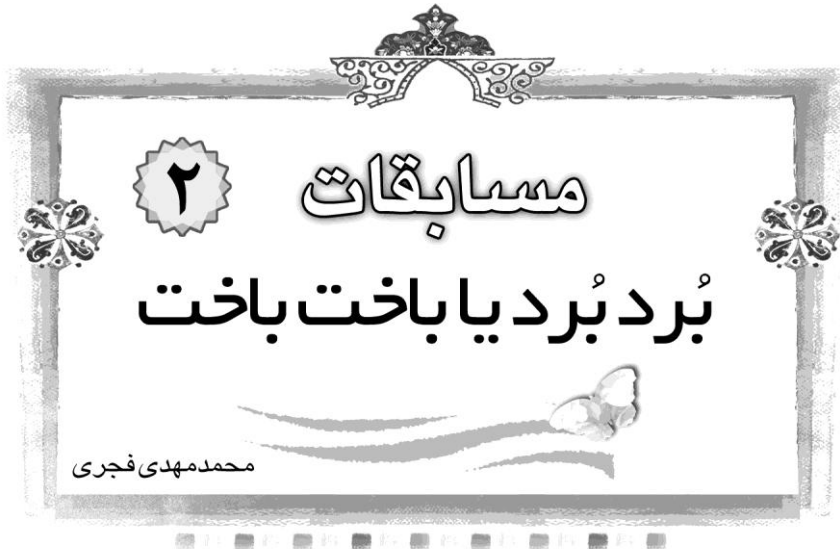 مسابقات ۲
بُرد بُرد یا باخت باخت
محمدمهدی فجری